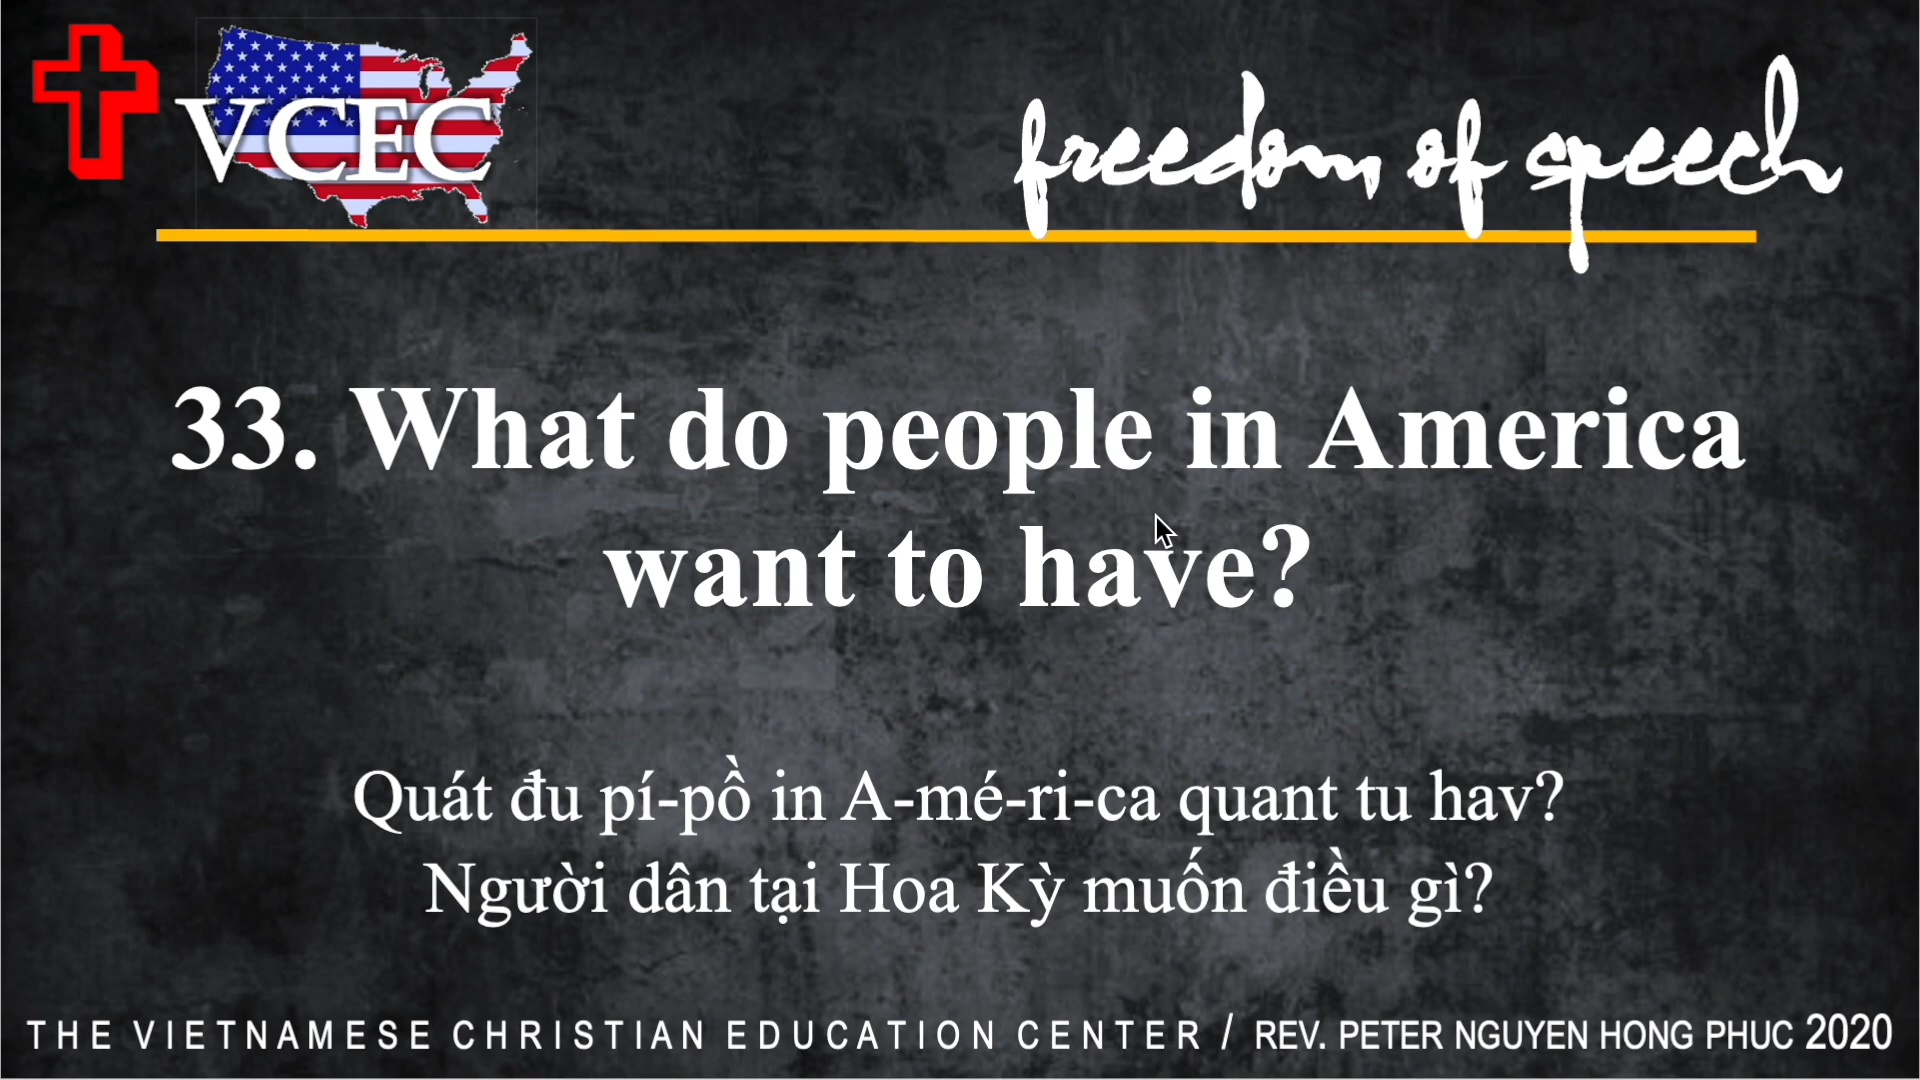 VCEC
freedom of speech
33. What do people in America
want to have?
Quát đu pí-pồ in A-mé-ri-ca quant tu hav?
Người dân tại Hoa Kỳ muốn điều gì?
THE VIETNAMESE CHRISTIAN EDUCATION CENTER / REV. PETER NGUYEN HONG PHUC 2020